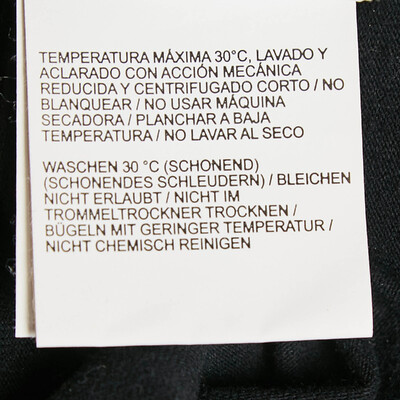 TEMPERATURA MÁXIMA 30°C, LAVADO Y
ACLARADO CON ACCIÓN MECÁNICA
REDUCIDA Y CENTRIFUGADO CORTO / NO
BLANQUEAR / NO USAR MÁQUINA
SECADORA / PLANCHAR A BAJA
TEMPERATURA / NO LAVAR AL SECO
WASCHEN 30 °C (SCHONEND)
(SCHONENDES SCHLEUDERN) / BLEICHEN
NICHT ERLAUBT / NICHT IM
TROMMELTROCKNER TROCKNEN /
BÜGELN MIT GERINGER TEMPERATUR /
NICHT CHEMISCH REINIGEN